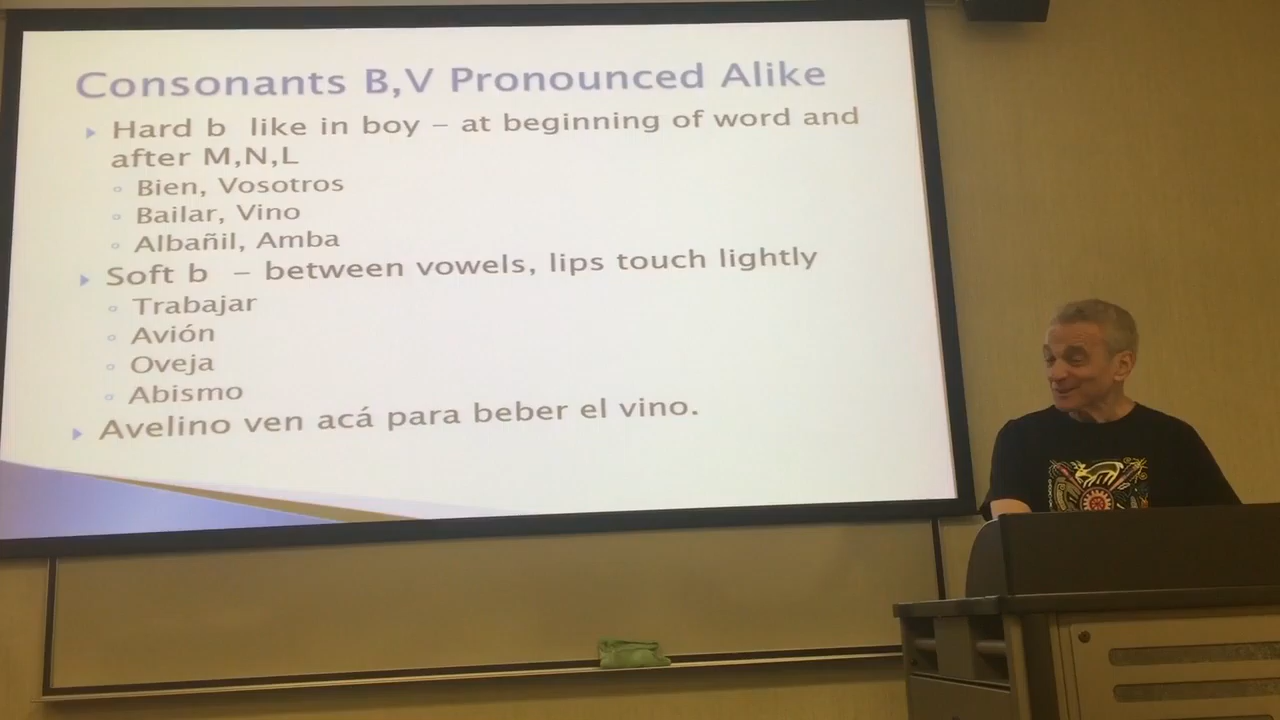 Consonants B,V Pronounced Alike
Hard b like in boy – at beginning of word and
after M,N,L
Bien, Vosotros
Bailar, Vino
Albañil, Amba
Soft b – between vowels, lips touch lightly
Trabajar
Avión
Oveja
Abismo
Avelino ven acá para beber el vino.